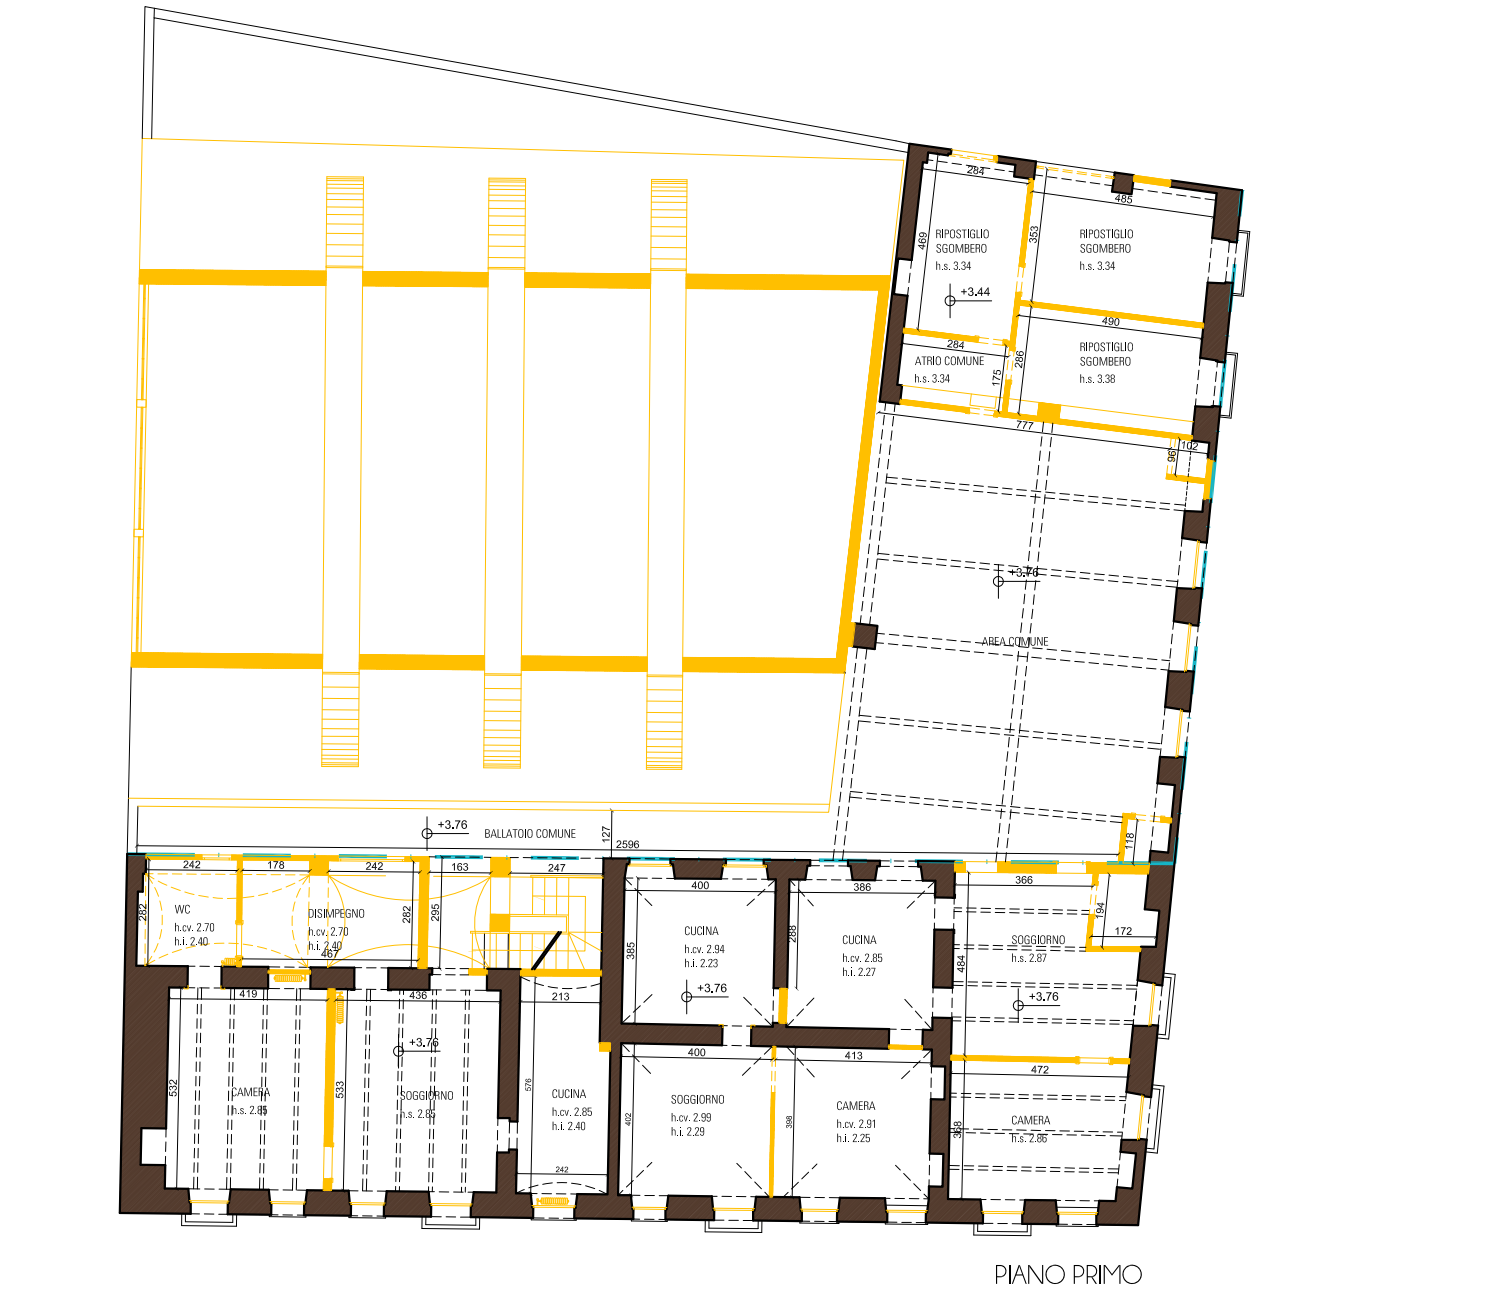 284
485
469
353
RIPOSTIGLIO
SGOMBERO
h.s. 3.34
RIPOSTIGLIO
SGOMBERO
h.s. 3.34
+3.44
490
284
286
RIPOSTIGLIO
SGOMBERO
h.s. 3.38
ATRIO COMUNE
h.s. 3.34
175
777
102
96
+3.76
AREA COMUNE
+3.76
BALLATOIO COMUNE
127
2596
118
242
178
242
163
247
400
386
366
282
WC
h.cv. 2.70
h.i. 2.40
DISIMPEGNO
h.cv. 2.70
h.i. 2.40
467
282
295
385
CUCINA
h.cv. 2.94
h.i. 2.23
+3.76
288
CUCINA
h.cv. 2.85
h.i. 2.27
484
SOGGIORNO
h.s. 2.87
+3.76
194
172
419
436
213
532
CAMERA
h.s. 2.85
533
+3.76
SOGGIORNO
h.s. 2.85
576
CUCINA
h.cv. 2.85
h.i. 2.40
242
400
402
SOGGIORNO
h.cv. 2.99
h.i. 2.29
413
398
CAMERA
h.cv. 2.91
h.i. 2.25
472
368
CAMERA
h.s. 2.86
PIANO PRIMO